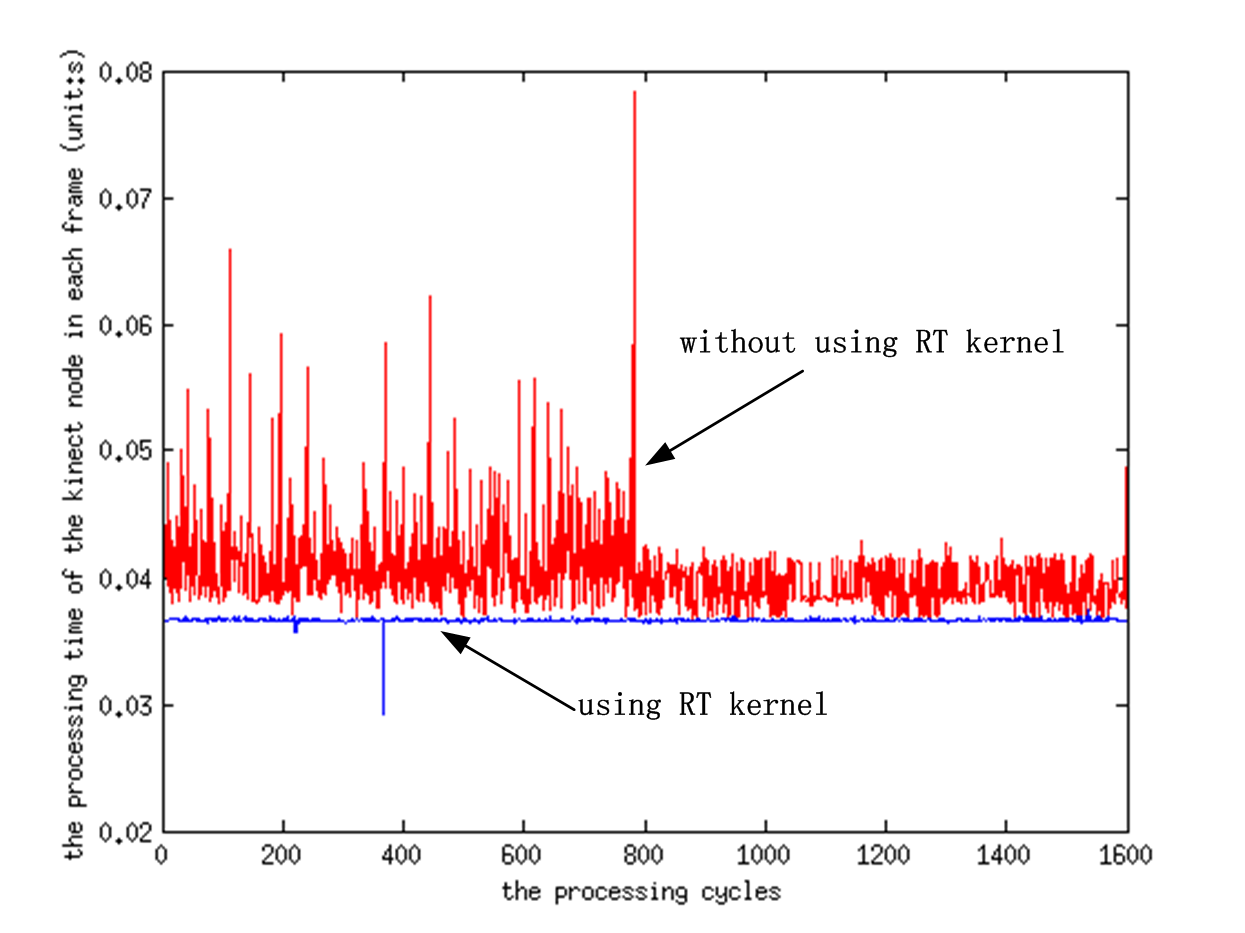 the processing time of the kinect node in each frame (unit:s)
0.08
0.07
0.06
0.05
0.04
0.03
0.02
without using RT kernel
using RT kernel
0 200 400 600 800 1000 1200 1400 1600
the processing cycles